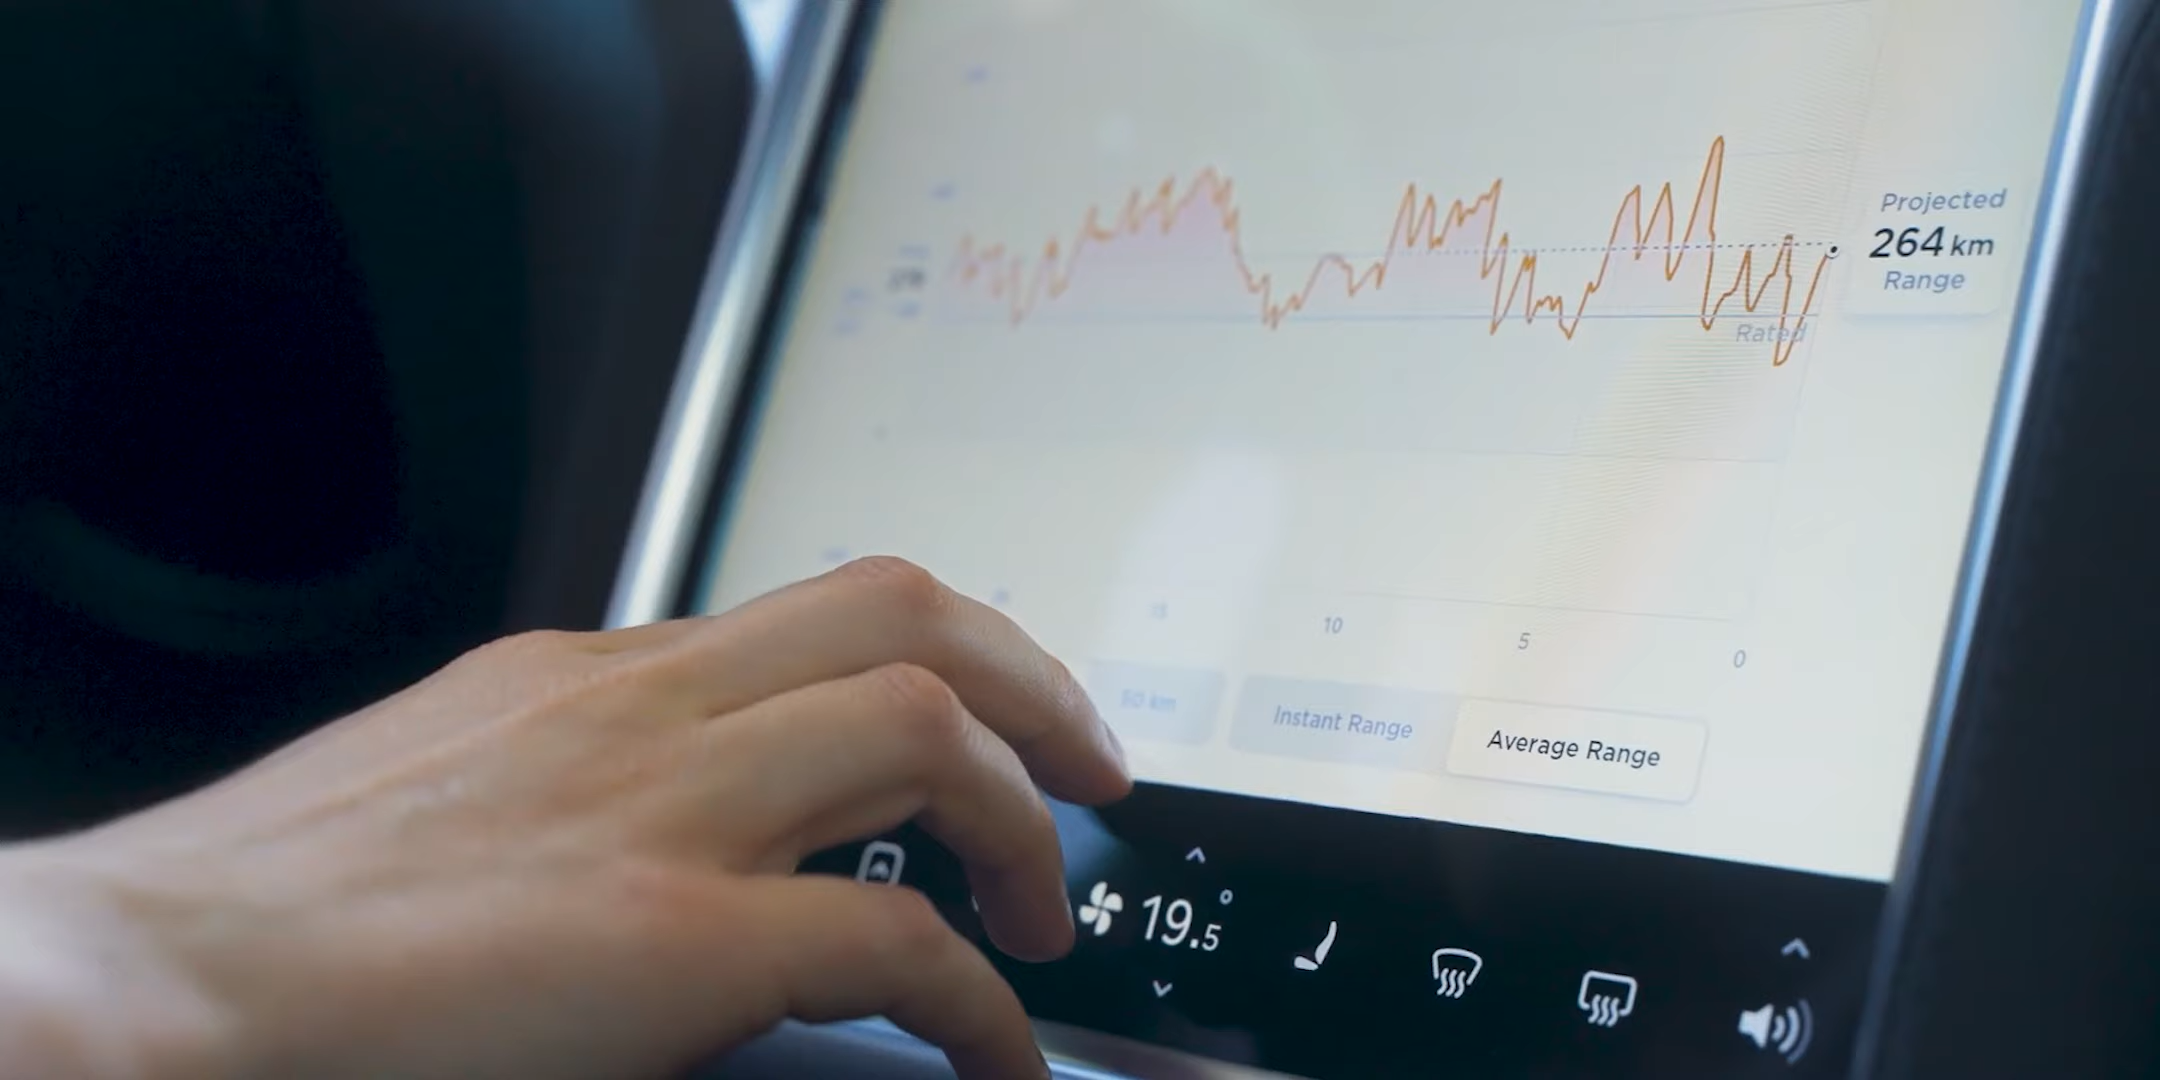 Projected
264 km
Range
Rated
10
5
0
50 km
Instant Range
Average Range
19.5°